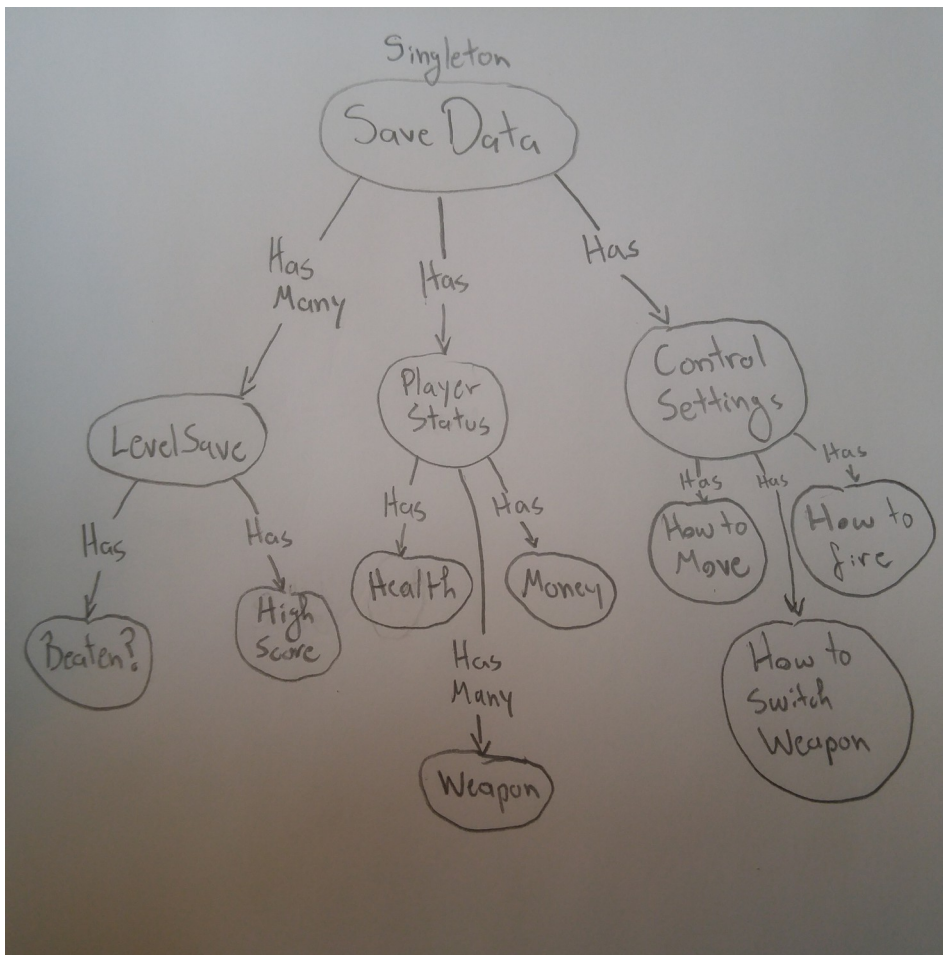 Singleton
Save Data
Has
Many
Has
Has
LevelSave
Player
Status
Control
Settings
Has
Has
Has
Has
Has
Has
Has
Beaten?
High
Score
Health
Money
How to
Move
How to
fire
Has
Many
Weapon
How to
Switch
Weapon